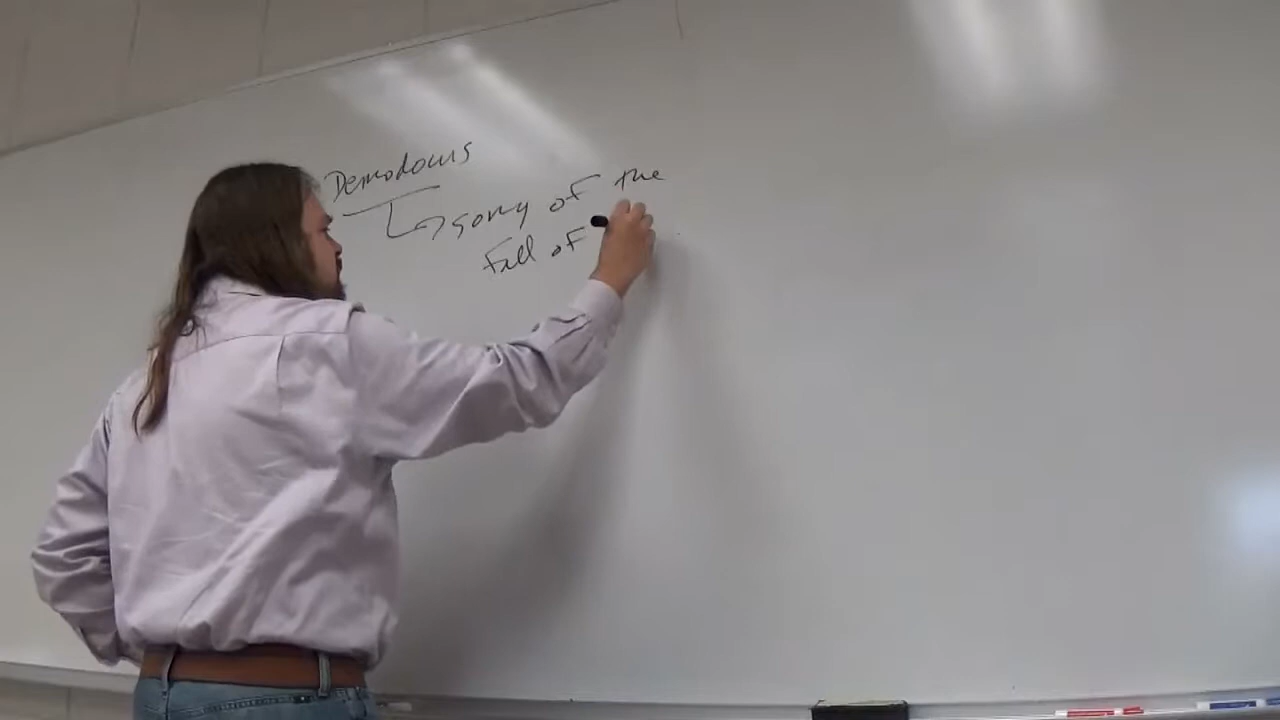 Demodocus
↳ song of the
fall of